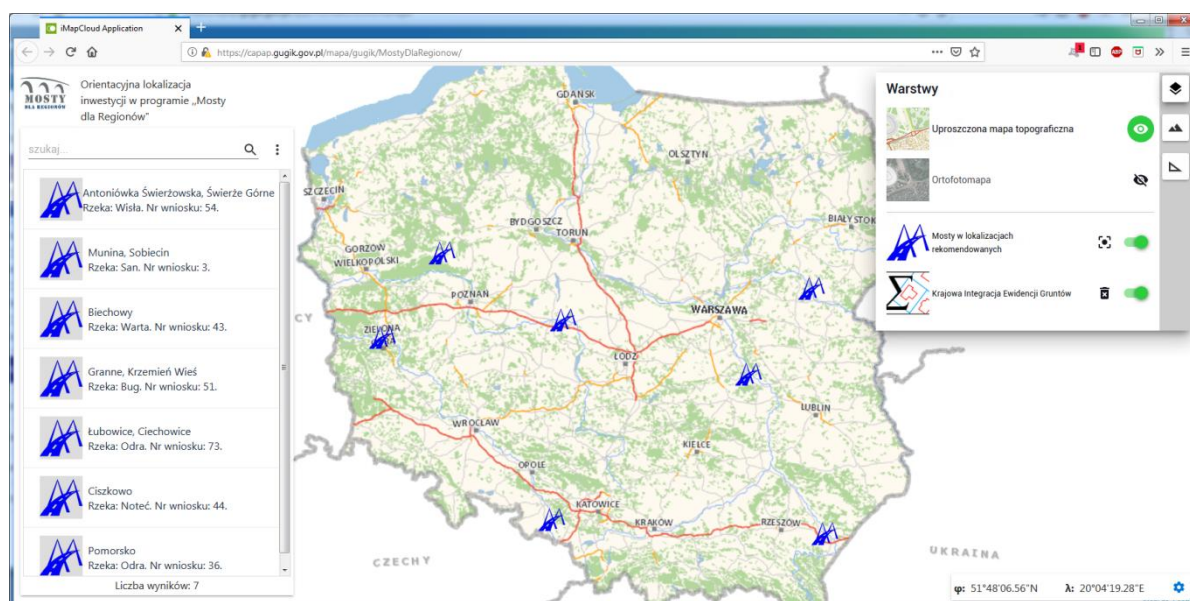 iMapCloud Application
https://capap.gugik.gov.pl/mapa/gugik/MostyDlaRegionow/
MOSTY
DLA REGIONÓW
Orientacyjna lokalizacja
inwestycji w programie „Mosty
dla Regionów"
szukaj...
Antoniówka Świerżowska, Świerże Górne
Rzeka: Wisła. Nr wniosku: 54.
Munina, Sobiecin
Rzeka: San. Nr wniosku: 3.
Biechowy
Rzeka: Warta. Nr wniosku: 43.
Granne, Krzemień Wieś
Rzeka: Bug. Nr wniosku: 51.
Łubowice, Ciechowice
Rzeka: Odra. Nr wniosku: 73.
Ciszkowo
Rzeka: Noteć. Nr wniosku: 44.
Pomorsko
Rzeka: Odra. Nr wniosku: 36.
Liczba wyników: 7
GDAŃSK
OLSZTYN
SZCZECIN
BYDGOSZCZ
TORUŃ
BIAŁYSTOK
GORZÓW
WIELKOPOLSKI
POZNAŃ
WARSZAWA
CY
ZIELONA
ŁÓDŹ
LUBLIN
WROCŁAW
KIELCE
OPOLE
KATOWICE
KRAKÓW
RZESZÓW
CZECHY
UKRAINA
Warstwy
Uproszczona mapa topograficzna
Ortofotomapa
Mosty w lokalizacjach
rekomendowanych
Krajowa Integracja Ewidencji Gruntów
φ: 51°48'06.56"N λ: 20°04'19.28"E